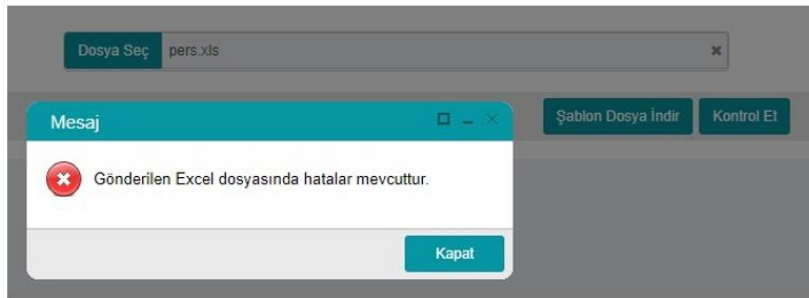 Dosya Seç pers.xls
Şablon Dosya İndir Kontrol Et
Mesaj
Gönderilen Excel dosyasında hatalar mevcuttur.
Kapat